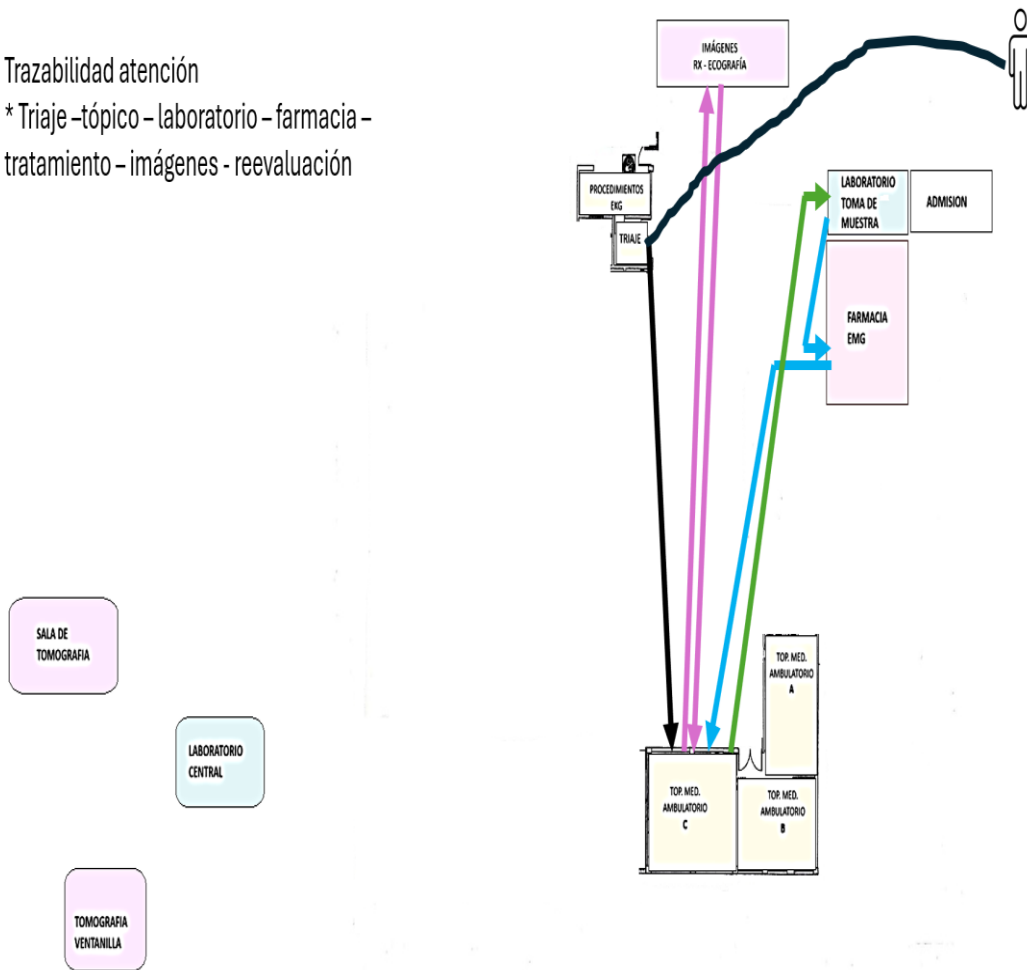 Trazabilidad atención
* Triaje –tópico – laboratorio – farmacia –
tratamiento – imágenes - reevaluación
IMÁGENES
RX - ECOGRAFÍA
PROCEDIMIENTOS
EKG
TRIAJE
LABORATORIO
TOMA DE
MUESTRA
ADMISION
FARMACIA
EMG
SALA DE
TOMOGRAFIA
LABORATORIO
CENTRAL
TOMOGRAFIA
VENTANILLA
TOP. MED.
AMBULATORIO
A
TOP. MED.
AMBULATORIO
C
TOP. MED.
AMBULATORIO
B